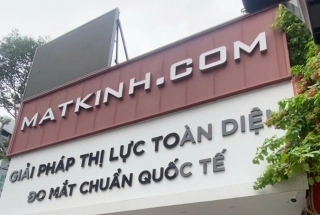 MATKINH.COM
GIẢI PHÁP THỊ LỰC TOÀN DIỆN
ĐO MẮT CHUẨN QUỐC TẾ